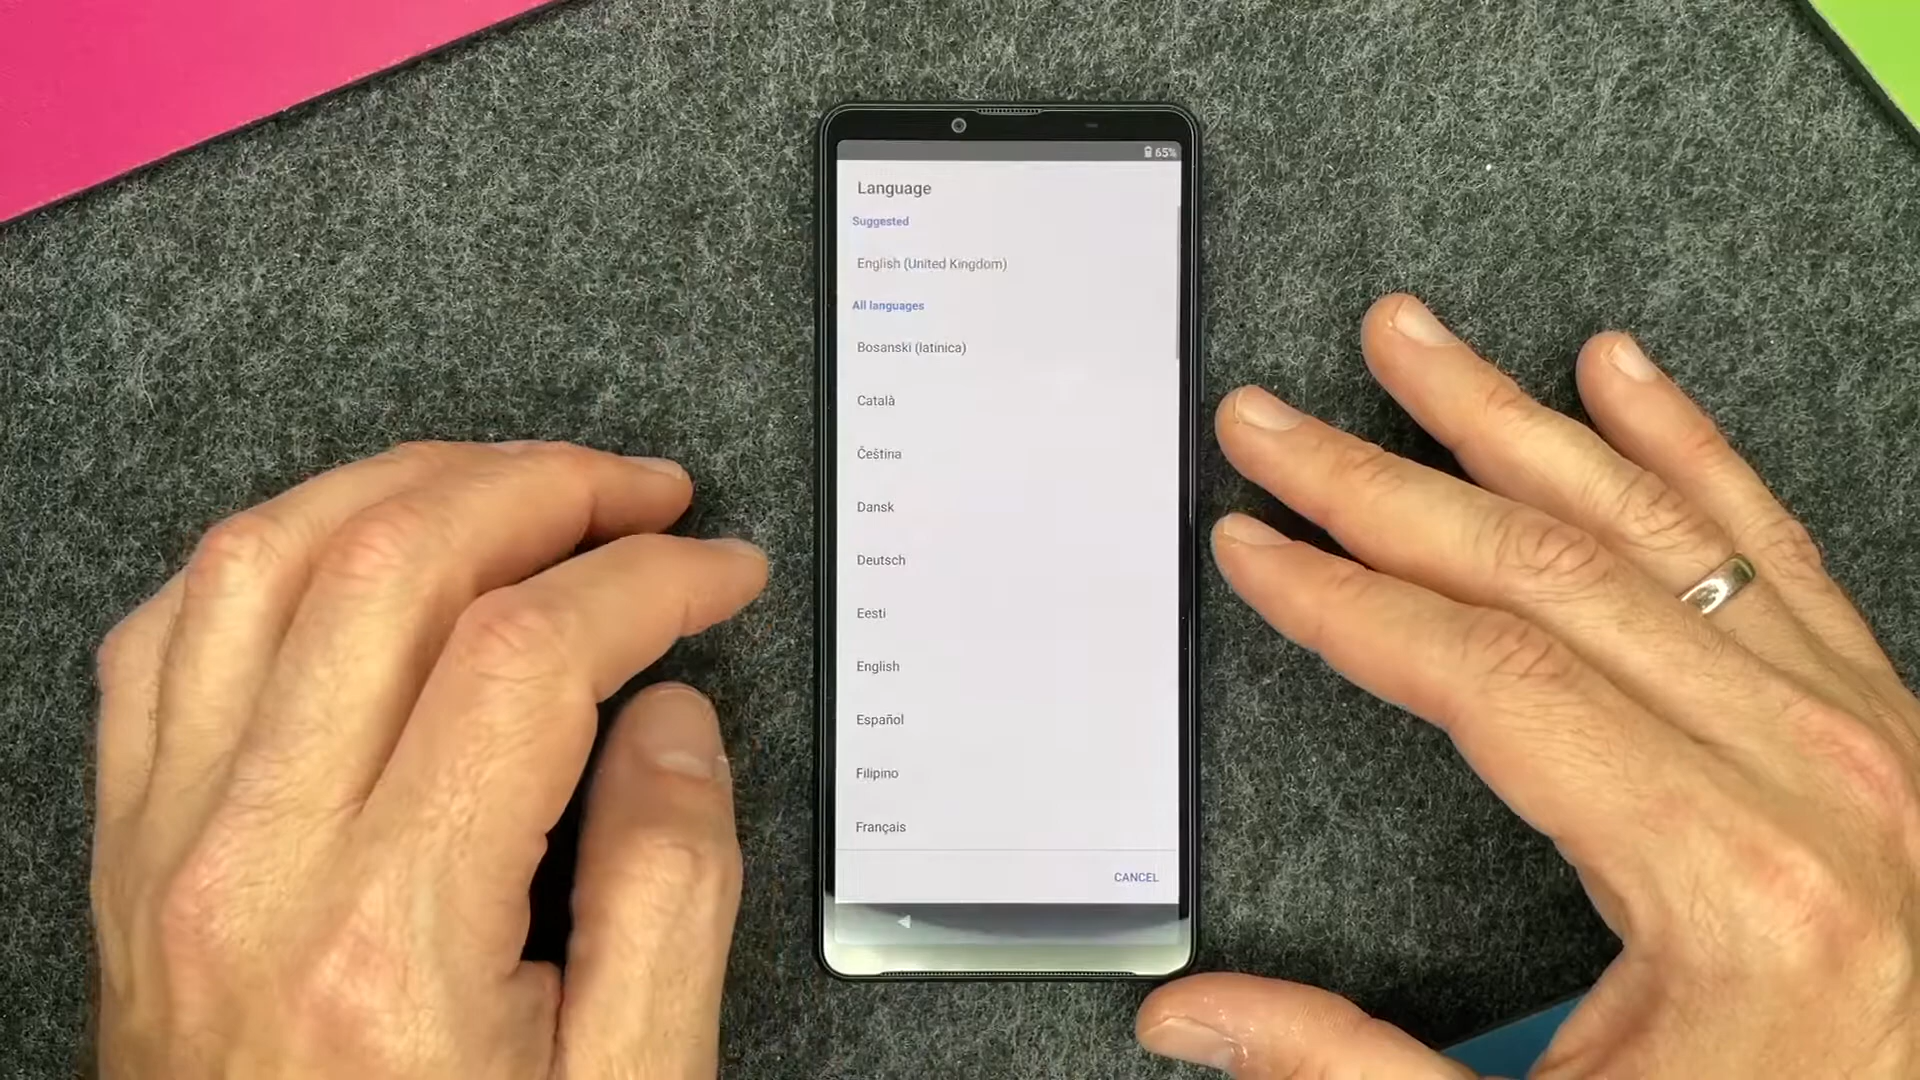 65%
Language
Suggested
English (United Kingdom)
All languages
Bosanski (latinica)
Català
Čeština
Dansk
Deutsch
Eesti
English
Español
Filipino
Français
CANCEL